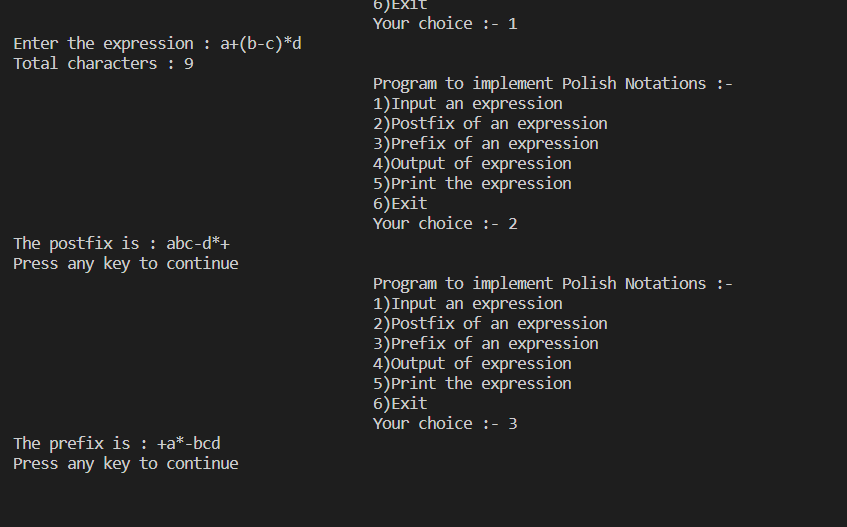 6)Exit
Your choice :- 1
Enter the expression : a+(b-c)*d
Total characters : 9
Program to implement Polish Notations :-
1)Input an expression
2)Postfix of an expression
3)Prefix of an expression
4)Output of expression
5)Print the expression
6)Exit
Your choice :- 2
The postfix is : abc-d*+
Press any key to continue
Program to implement Polish Notations :-
1)Input an expression
2)Postfix of an expression
3)Prefix of an expression
4)Output of expression
5)Print the expression
6)Exit
Your choice :- 3
The prefix is : +a*-bcd
Press any key to continue